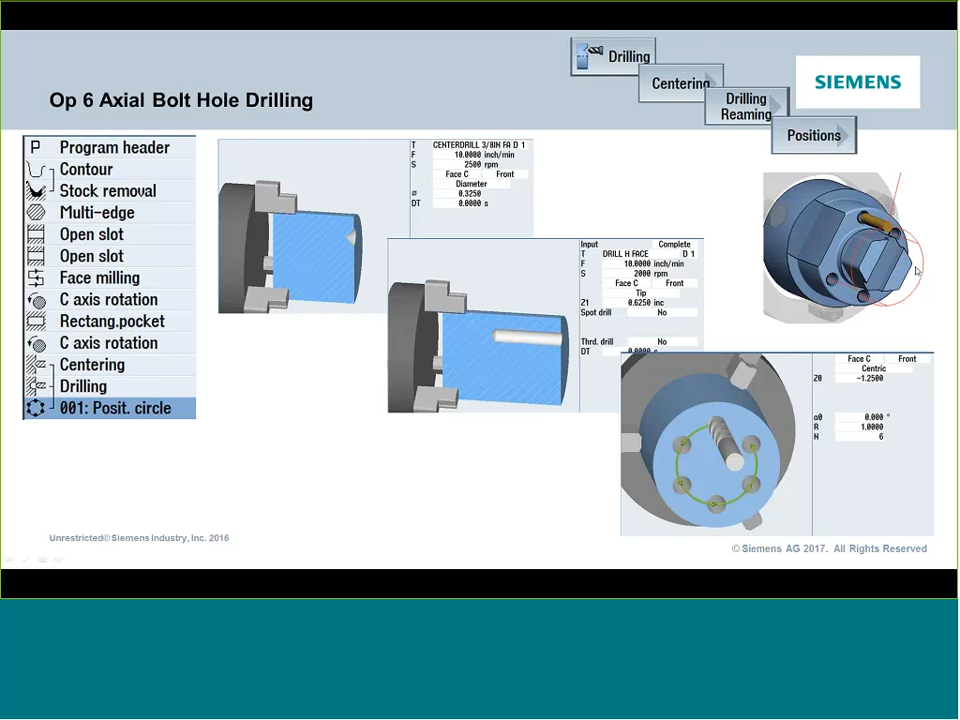 Op 6 Axial Bolt Hole Drilling
Drilling
Centering
Drilling
Reaming
Positions
SIEMENS
P Program header
Contour
Stock removal
Multi-edge
Open slot
Open slot
Face milling
C axis rotation
Rectang.pocket
C axis rotation
Centering
Drilling
001: Posit. circle
T CENTERDRILL 3/8IN FA D 1
F 10.0000 inch/min
S 2500 rpm
Face C Front
Diameter
ø 0.3250
DT 0.0000 s
Input Complete
T DRILL H FACE D 1
F 10.0000 inch/min
S 2000 rpm
Face C Front
Tip
Z1 0.6250 inc
Spot drill No
Thrd. drill No
DT 0.0000 s
Face C Front
Centric
Z0 -1.2500
α0 0.000 °
R 1.0000
N 6
Unrestricted© Siemens Industry, Inc. 2016
© Siemens AG 2017. All Rights Reserved